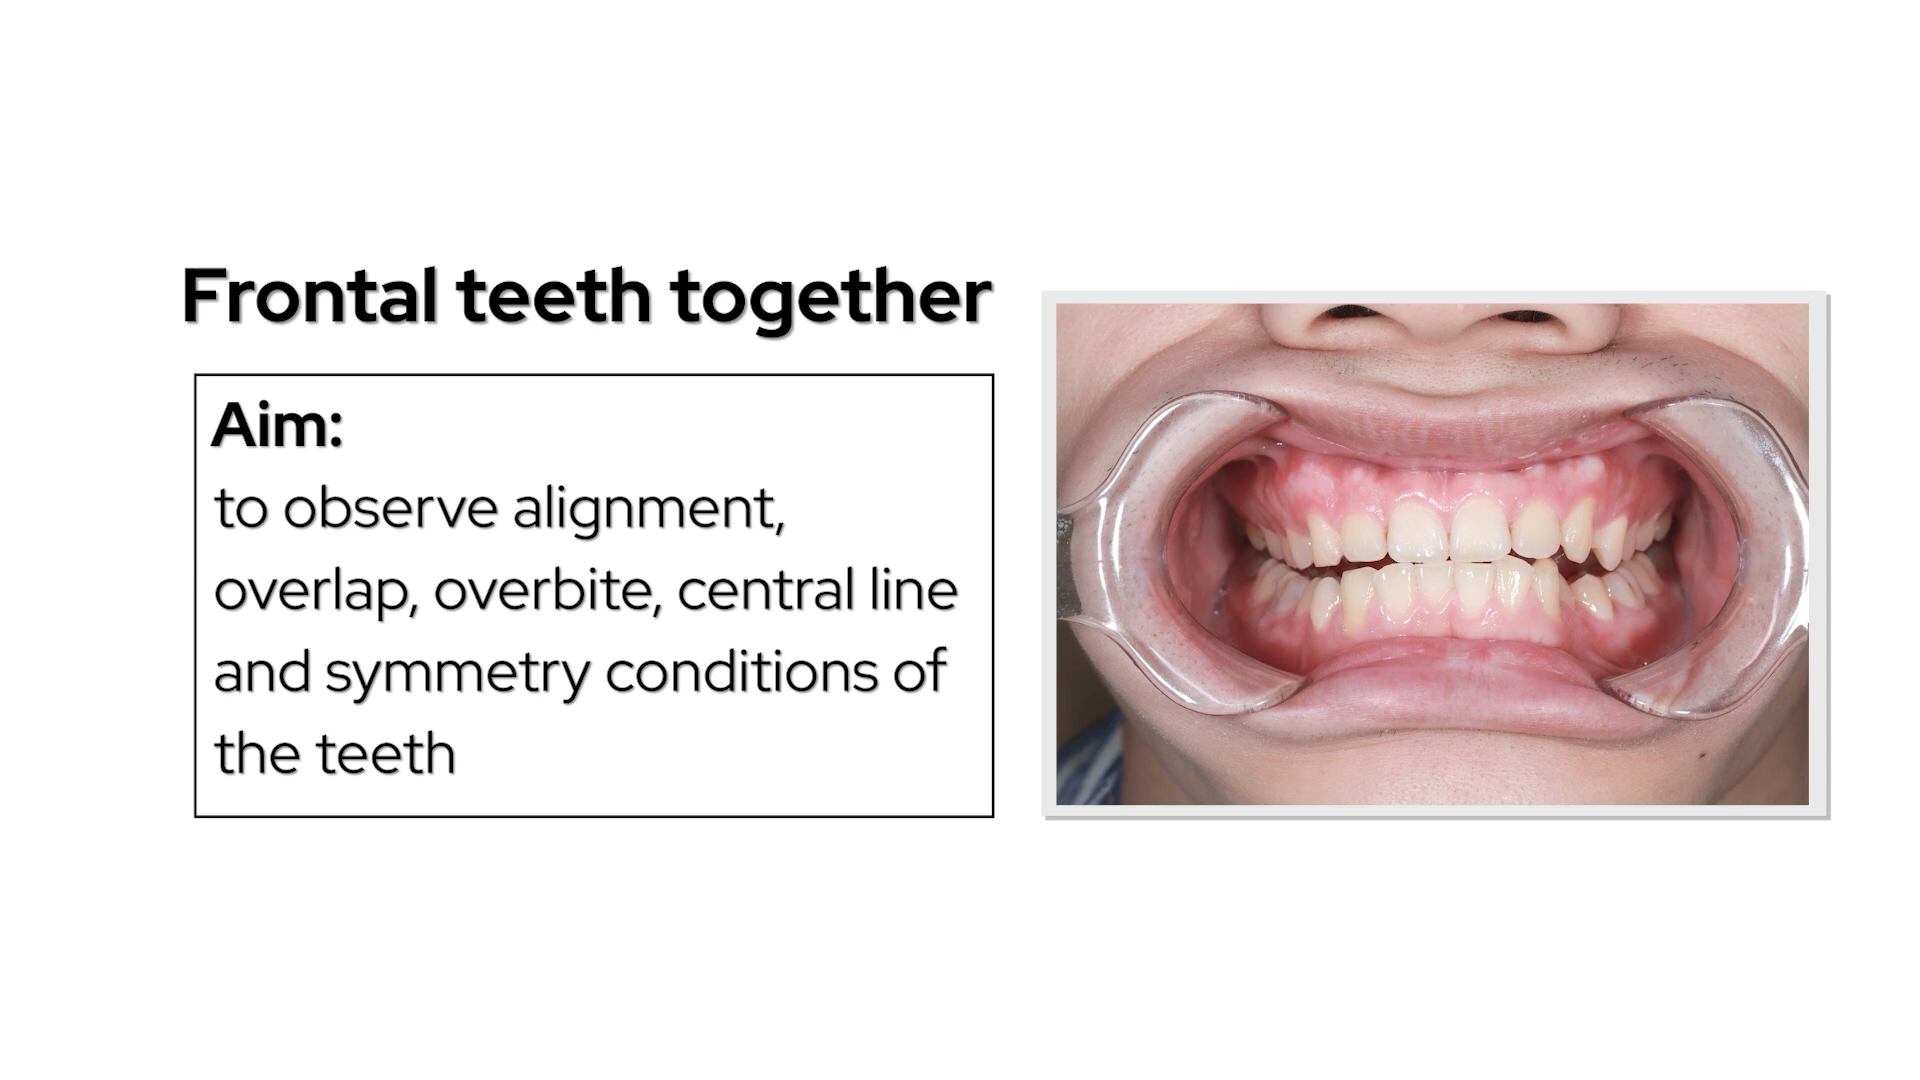 Frontal teeth together
Aim:
to observe alignment,
overlap, overbite, central line
and symmetry conditions of
the teeth